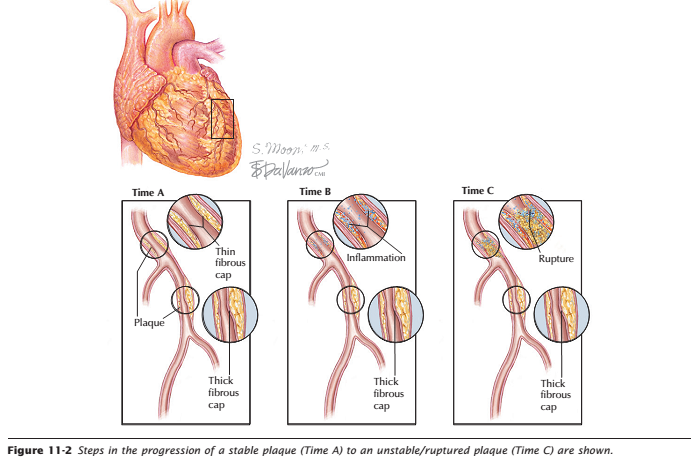 S. Moon, M.S.
DaVanzo CMI
Time A
Time B
Time C
Thin
fibrous
cap
Inflammation
Rupture
Plaque
Thick
fibrous
cap
Thick
fibrous
cap
Thick
fibrous
cap
Figure 11-2 Steps in the progression of a stable plaque (Time A) to an unstable/ruptured plaque (Time C) are shown.